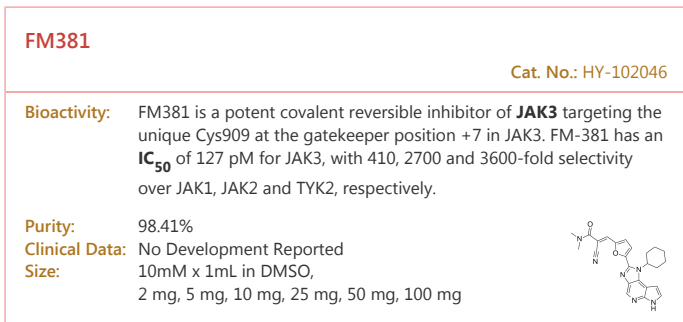 FM381
Cat. No.: HY-102046
Bioactivity: FM381 is a potent covalent reversible inhibitor of JAK3 targeting the
unique Cys909 at the gatekeeper position +7 in JAK3. FM-381 has an
IC50 of 127 pM for JAK3, with 410, 2700 and 3600-fold selectivity
over JAK1, JAK2 and TYK2, respectively.
Purity: 98.41%
Clinical Data: No Development Reported
Size: 10mM x 1mL in DMSO,
2 mg, 5 mg, 10 mg, 25 mg, 50 mg, 100 mg
O
N
O
N
N
N
N
N
H